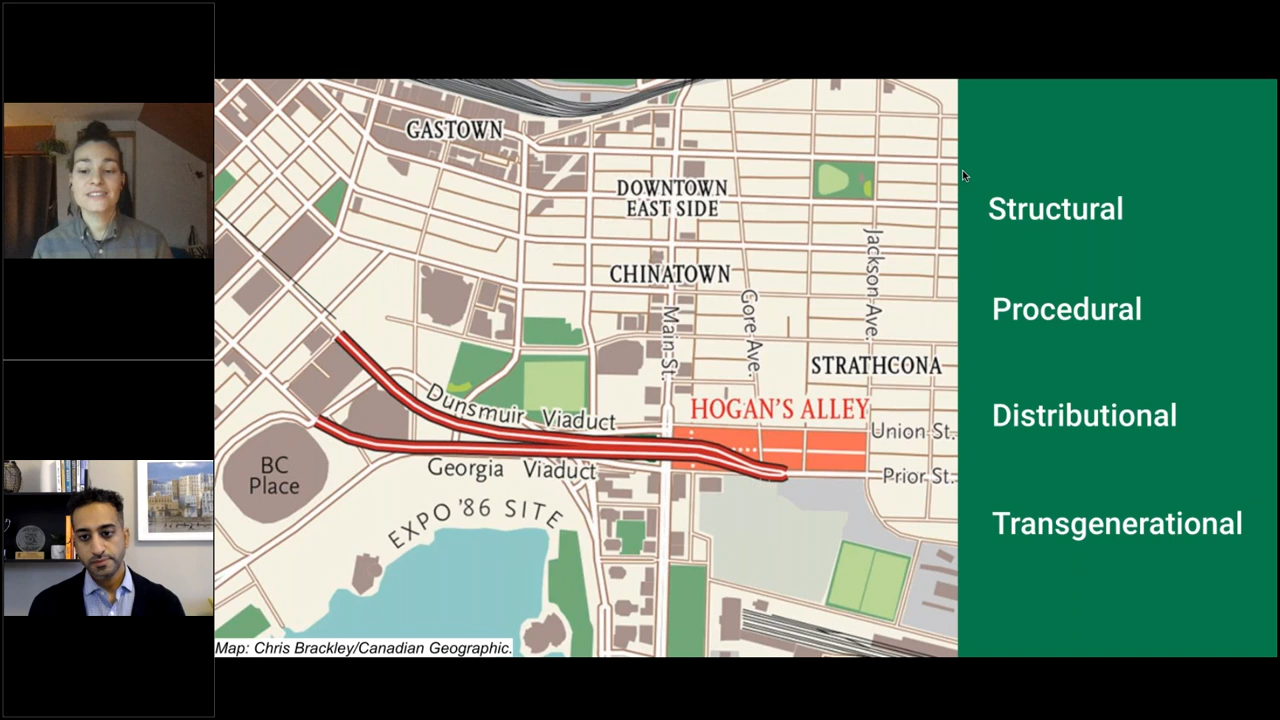 GASTOWN
DOWNTOWN
EAST SIDE
CHINATOWN
Jackson Ave.
Gore Ave.
Main St.
STRATHCONA
HOGAN'S ALLEY
Dunsmuir Viaduct
Union St.
Georgia Viaduct
Prior St.
BC
Place
EXPO '86 SITE
Map: Chris Brackley/Canadian Geographic.
Structural
Procedural
Distributional
Transgenerational